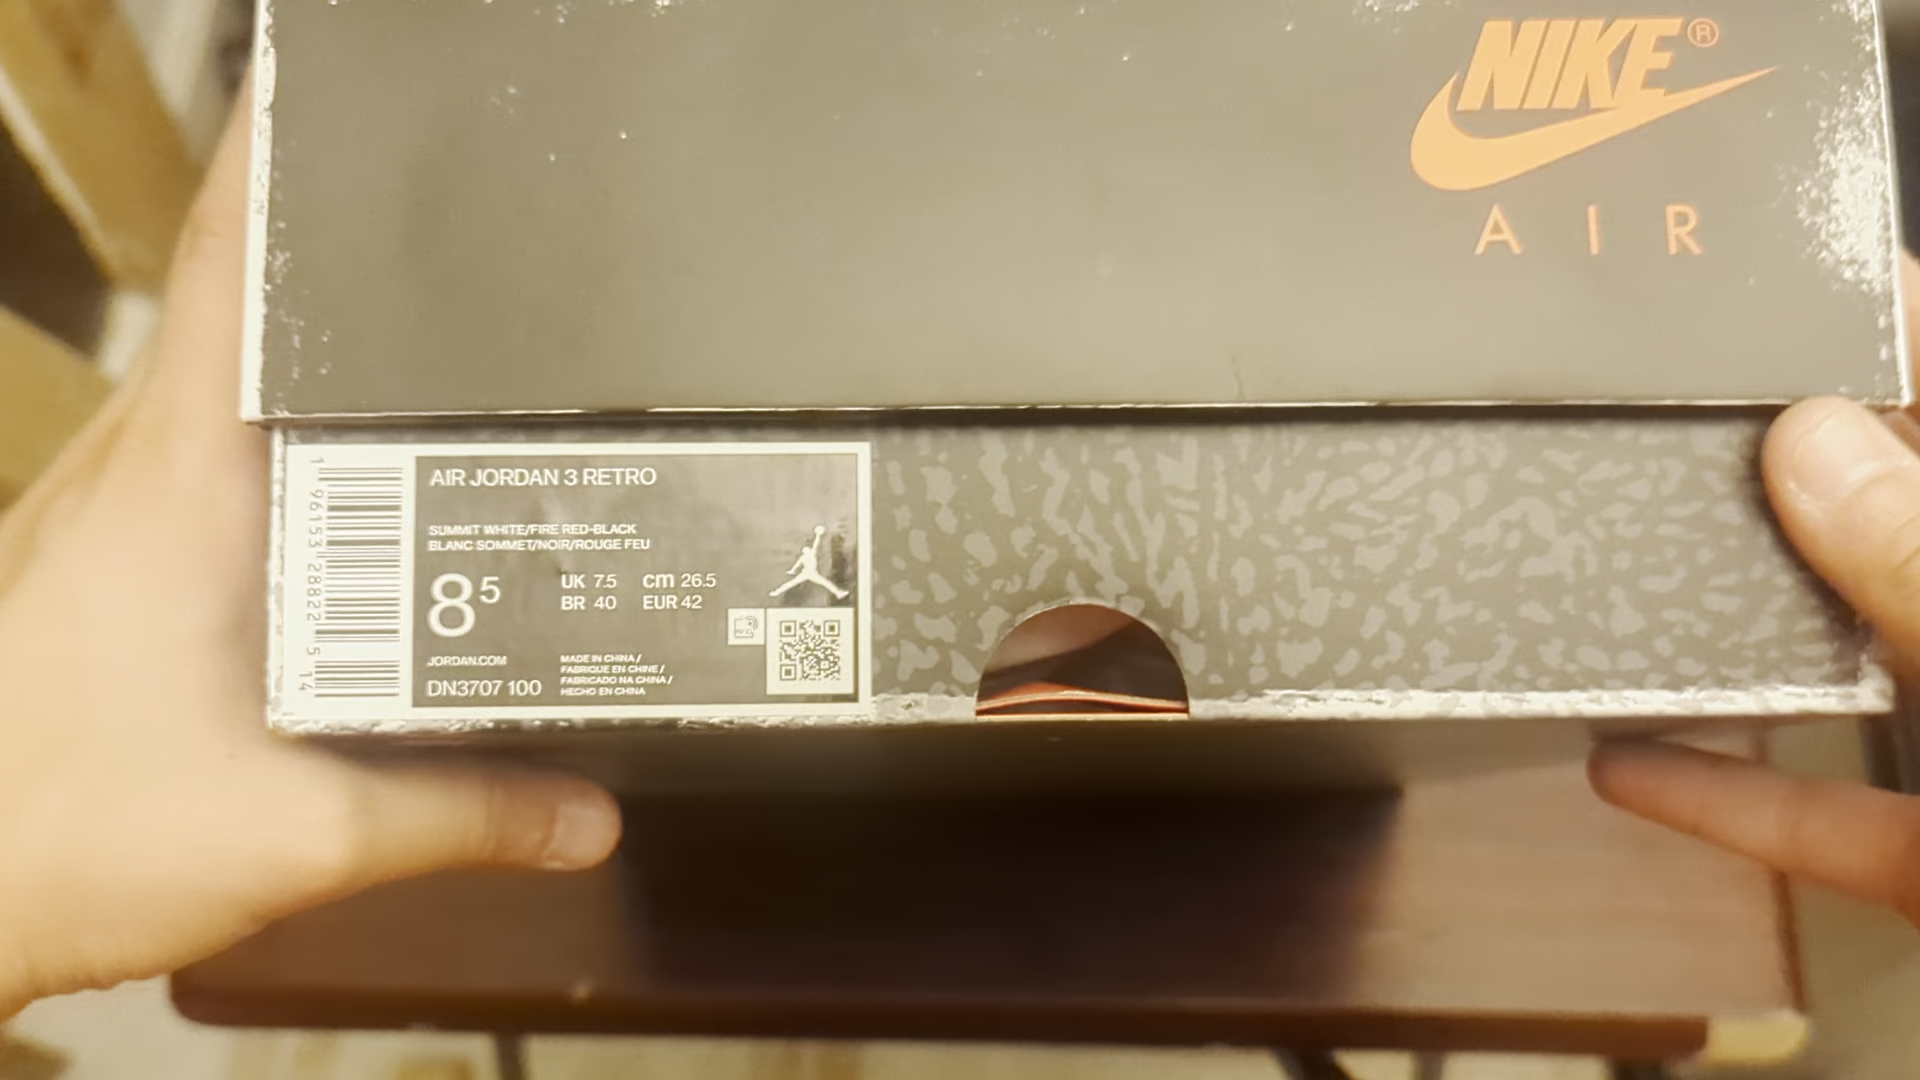 NIKE®
AIR
AIR JORDAN 3 RETRO
SUMMIT WHITE/FIRE RED-BLACK
BLANC SOMMET/NOIR/ROUGE FEU
8 5
UK 7.5 cm 26.5
BR 40 EUR 42
JORDAN.COM
DN3707 100
MADE IN CHINA /
FABRIQUE EN CHINE /
FABRICADO NA CHINA /
HECHO EN CHINA
1 96153 28822 5 14